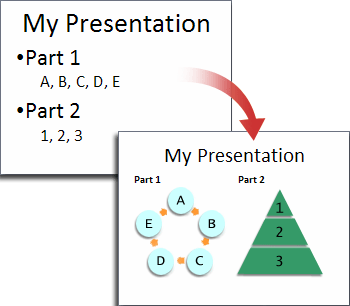 My Presentation
•Part 1
A, B, C, D, E
•Part 2
1, 2, 3
My Presentation
Part 1
Part 2
A
B
C
D
E
1
2
3